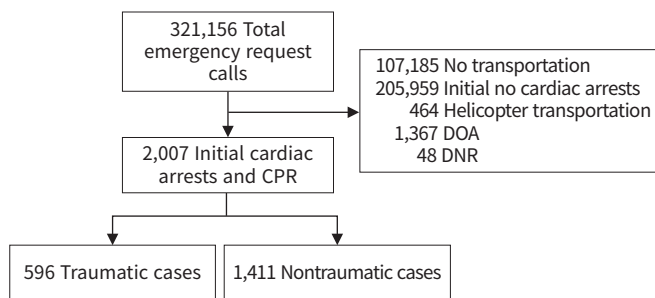 321,156 Total
emergency request
calls
107,185 No transportation
205,959 Initial no cardiac arrests
464 Helicopter transportation
1,367 DOA
48 DNR
2,007 Initial cardiac
arrests and CPR
596 Traumatic cases
1,411 Nontraumatic cases